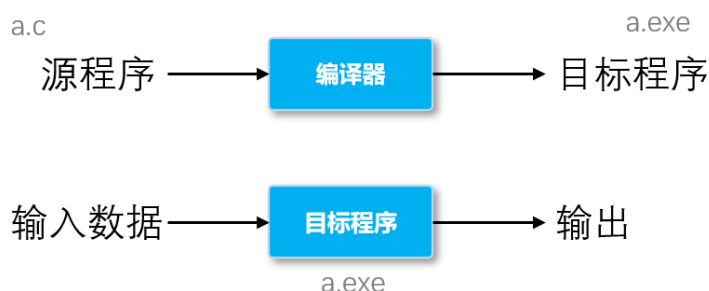 a.c
a.exe
源程序
编译器
目标程序
输入数据
目标程序
输出
a.exe